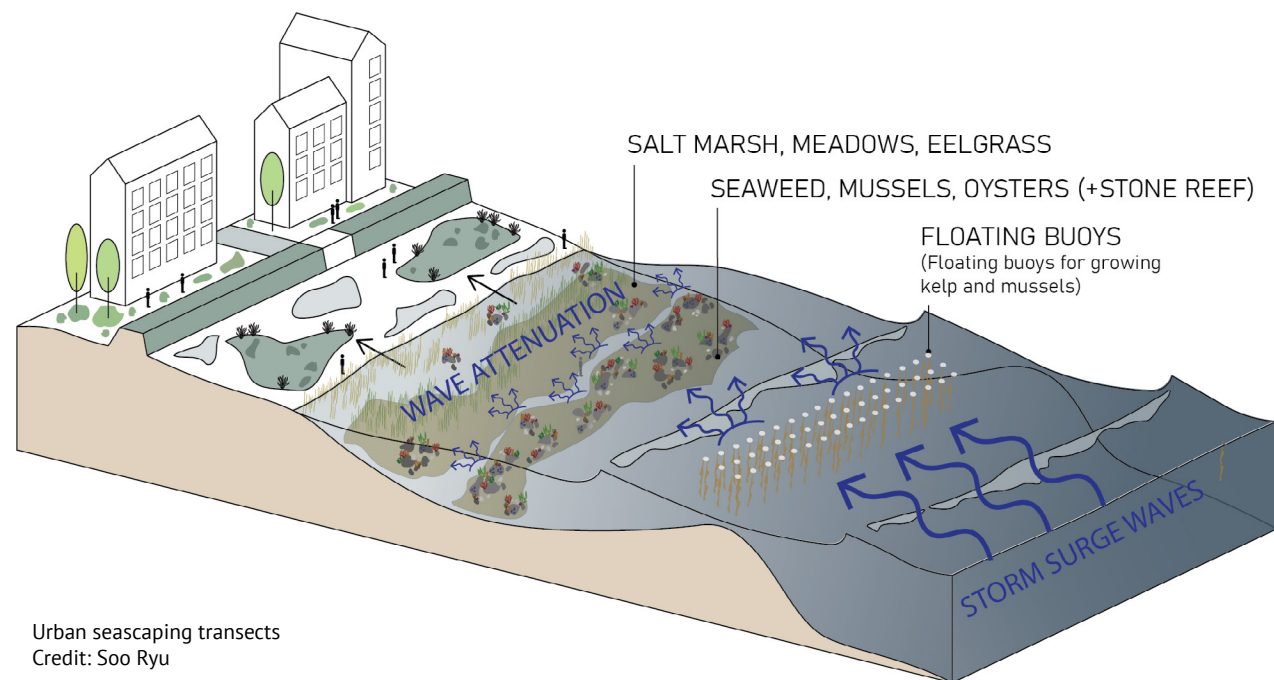 SALT MARSH, MEADOWS, EELGRASS
SEAWEED, MUSSELS, OYSTERS (+STONE REEF)
FLOATING BUOYS
(Floating buoys for growing
kelp and mussels)
WAVE ATTENUATION
STORM SURGE WAVES
Urban seascaping transects
Credit: Soo Ryu